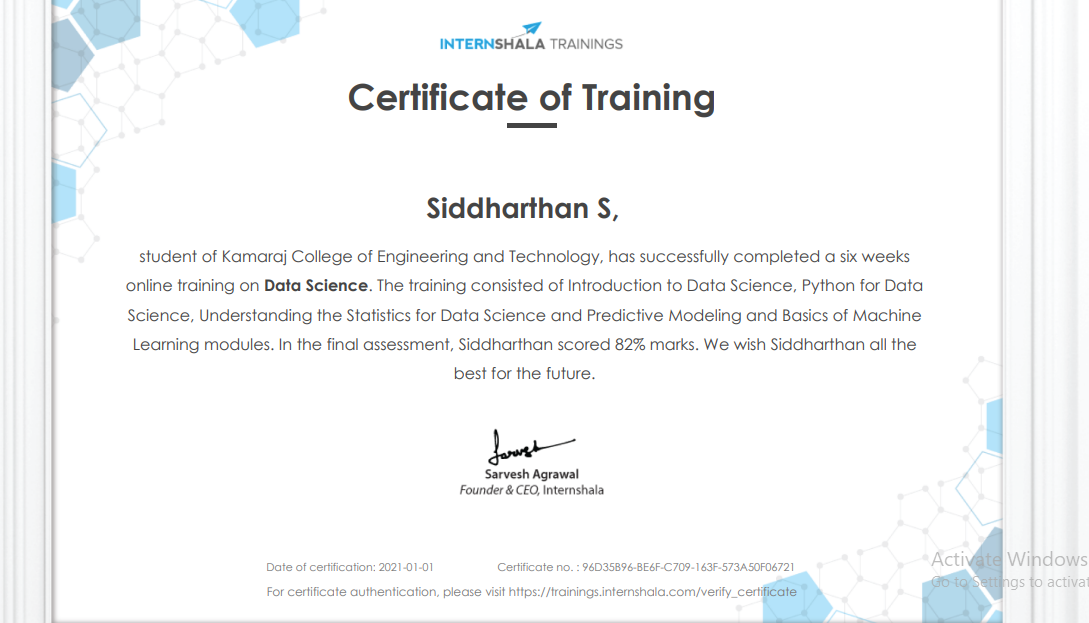 INTERNSHALA TRAININGS
Certificate of Training
Siddharthan S,
student of Kamaraj College of Engineering and Technology, has successfully completed a six weeks
online training on Data Science. The training consisted of Introduction to Data Science, Python for Data
Science, Understanding the Statistics for Data Science and Predictive Modeling and Basics of Machine
Learning modules. In the final assessment, Siddharthan scored 82% marks. We wish Siddharthan all the
best for the future.
Sarvesh
Sarvesh Agrawal
Founder & CEO, Internshala
Date of certification: 2021-01-01 Certificate no. : 96D35B96-BE6F-C709-163F-573A50F06721
For certificate authentication, please visit https://trainings.internshala.com/verify_certificate
Activate Windows
Go to Settings to activat